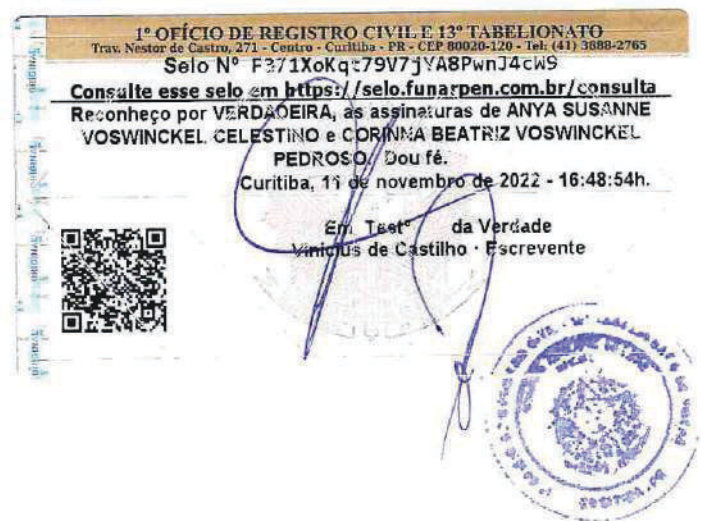 1º OFÍCIO DE REGISTRO CIVIL E 13º TABELIONATO
Trav. Nestor de Castro, 271 - Centro - Curitiba - PR - CEP 80020-120 - Tel: (41) 3888-2765
Selo Nº F371XoKqt79V7jYA8PwnJ4cW9
Consulte esse selo em https://selo.funarpen.com.br/consulta
Reconheço por VERDADEIRA, as assinaturas de ANYA SUSANNE
VOSWINCKEL CELESTINO e CORINNA BEATRIZ VOSWINCKEL
PEDROSO. Dou fé.
Curitiba, 11 de novembro de 2022 - 16:48:54h.
Em Testº da Verdade
Vinicius de Castilho - Escrevente